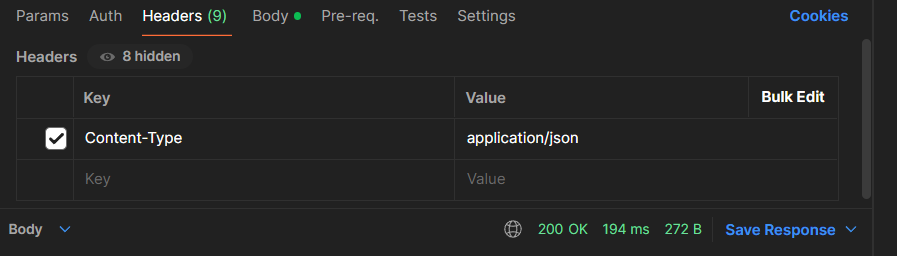 Params Auth Headers (9) Body Pre-req. Tests Settings Cookies
Headers 8 hidden
Key Value Bulk Edit
Content-Type application/json
Key Value
Body 200 OK 194 ms 272 B Save Response